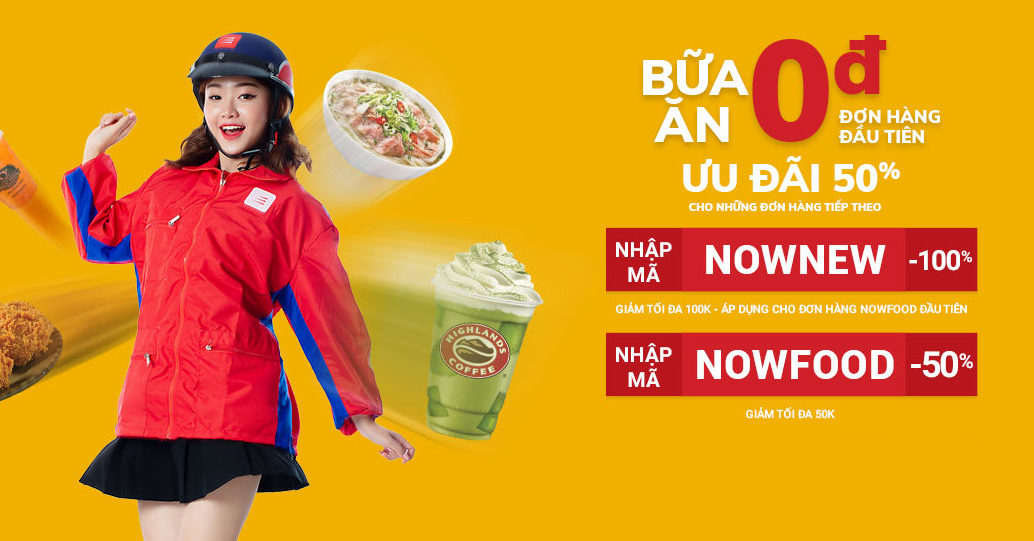 BỮA
ĂN
0đ
ĐƠN HÀNG
ĐẦU TIÊN
ƯU ĐÃI 50%
CHO NHỮNG ĐƠN HÀNG TIẾP THEO
NHẬP
MÃ
NOWNEW
-100%
GIẢM TỐI ĐA 100K - ÁP DỤNG CHO ĐƠN HÀNG NOWFOOD ĐẦU TIÊN
NHẬP
MÃ
NOWFOOD
-50%
GIẢM TỐI ĐA 50K
HIGHLANDS
COFFEE